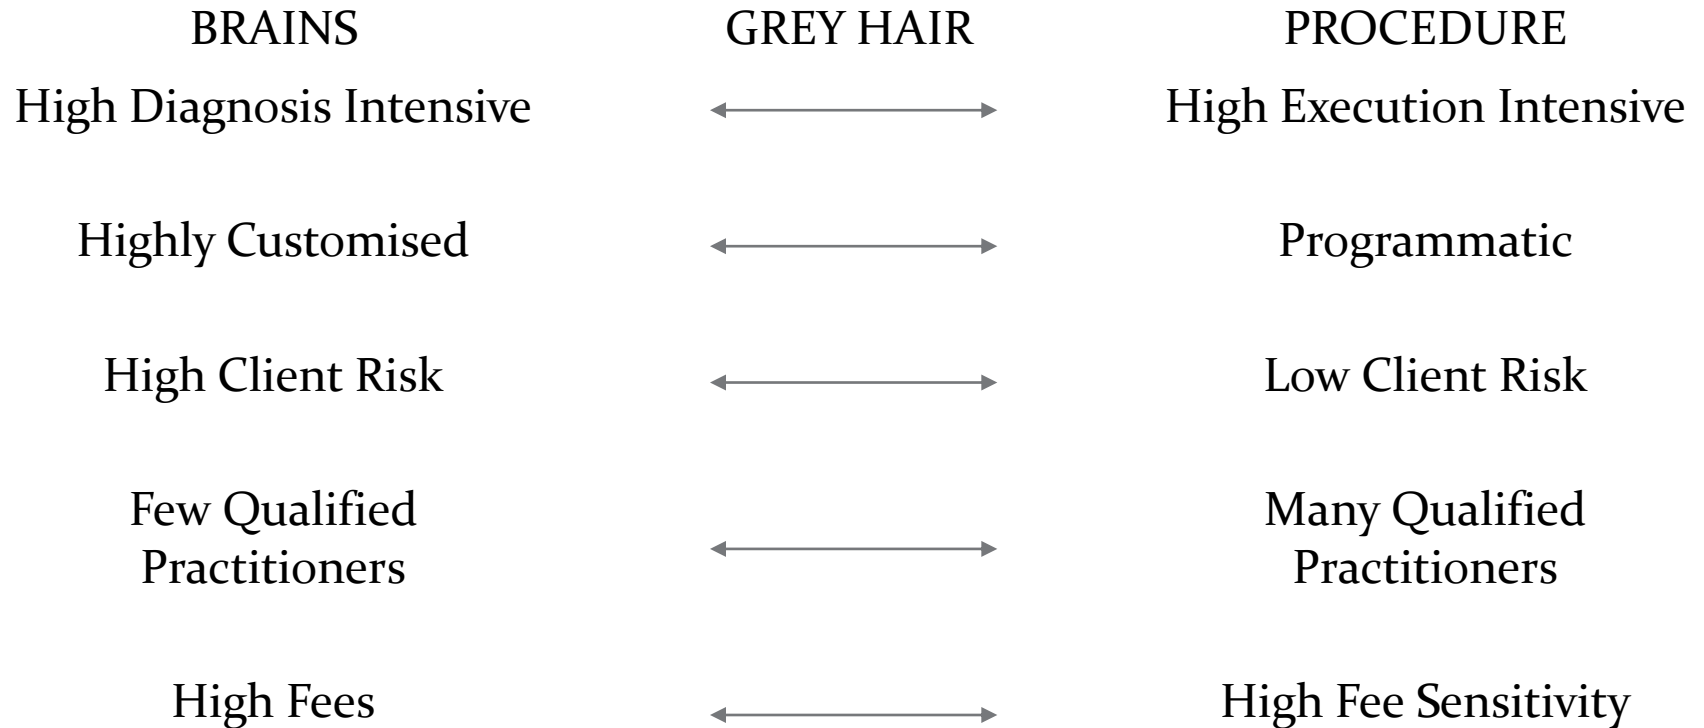 BRAINS GREY HAIR PROCEDURE
High Diagnosis Intensive High Execution Intensive
Highly Customised Programmatic
High Client Risk Low Client Risk
Few Qualified Many Qualified
Practitioners Practitioners
High Fees High Fee Sensitivity